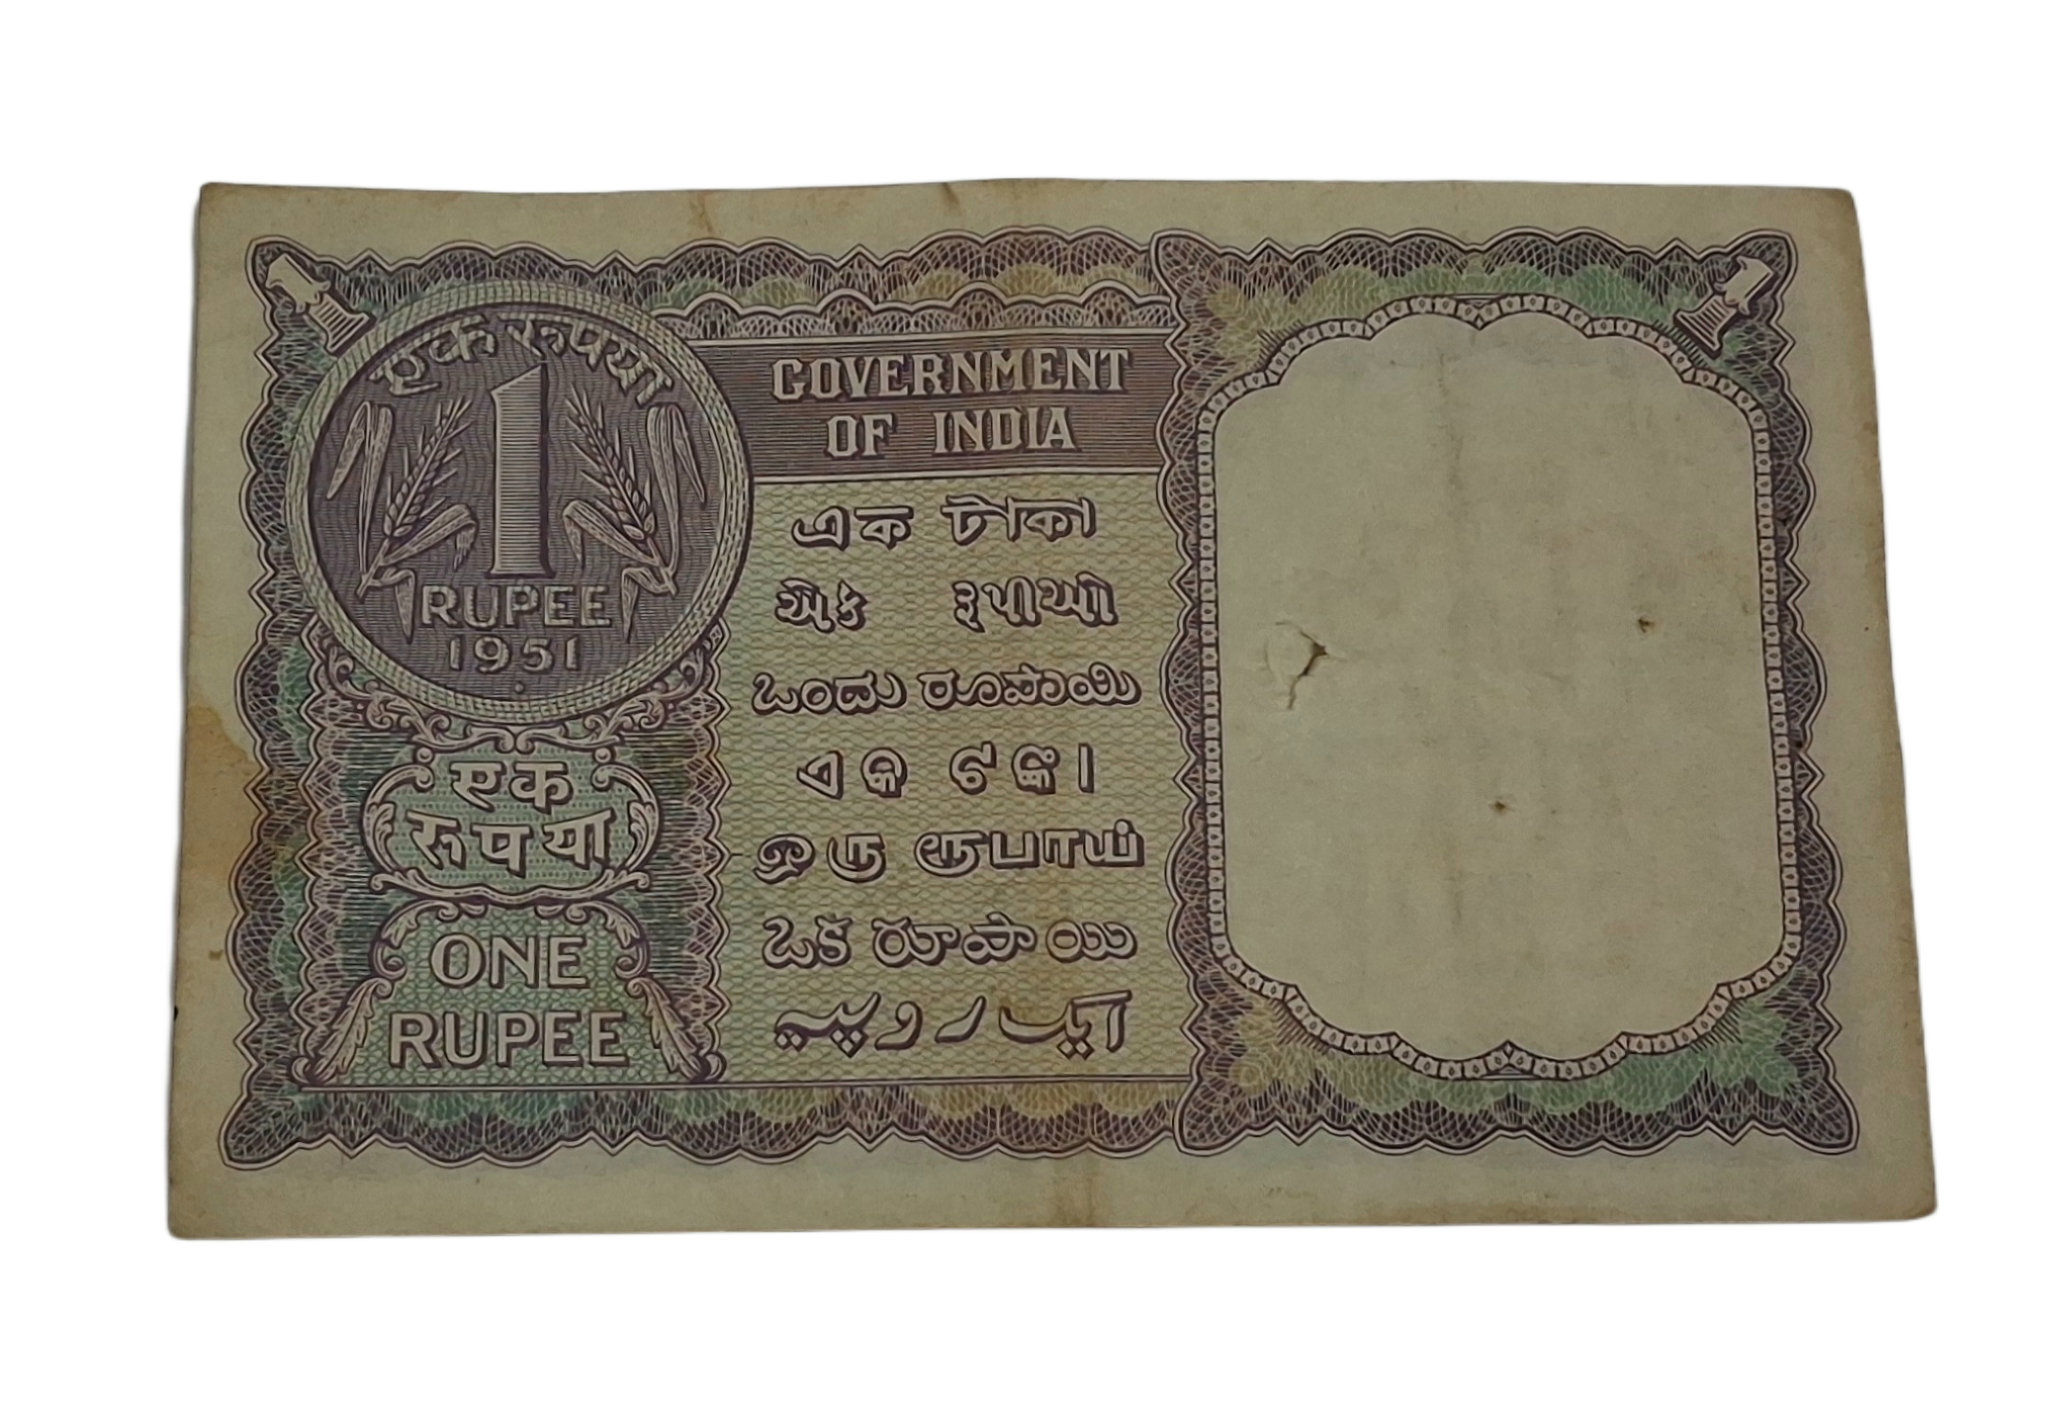 एक रूपया
1
RUPEE
1951
एक
रूपया
ONE
RUPEE
GOVERNMENT
OF INDIA
এক টাকা
એક રૂપીઓ
ಒಂದು ರೂಪಾಯಿ
ଏକ ଟଙ୍କା
ஒரு ரூபாய்
ఒక రూపాయి
ایک روپیہ